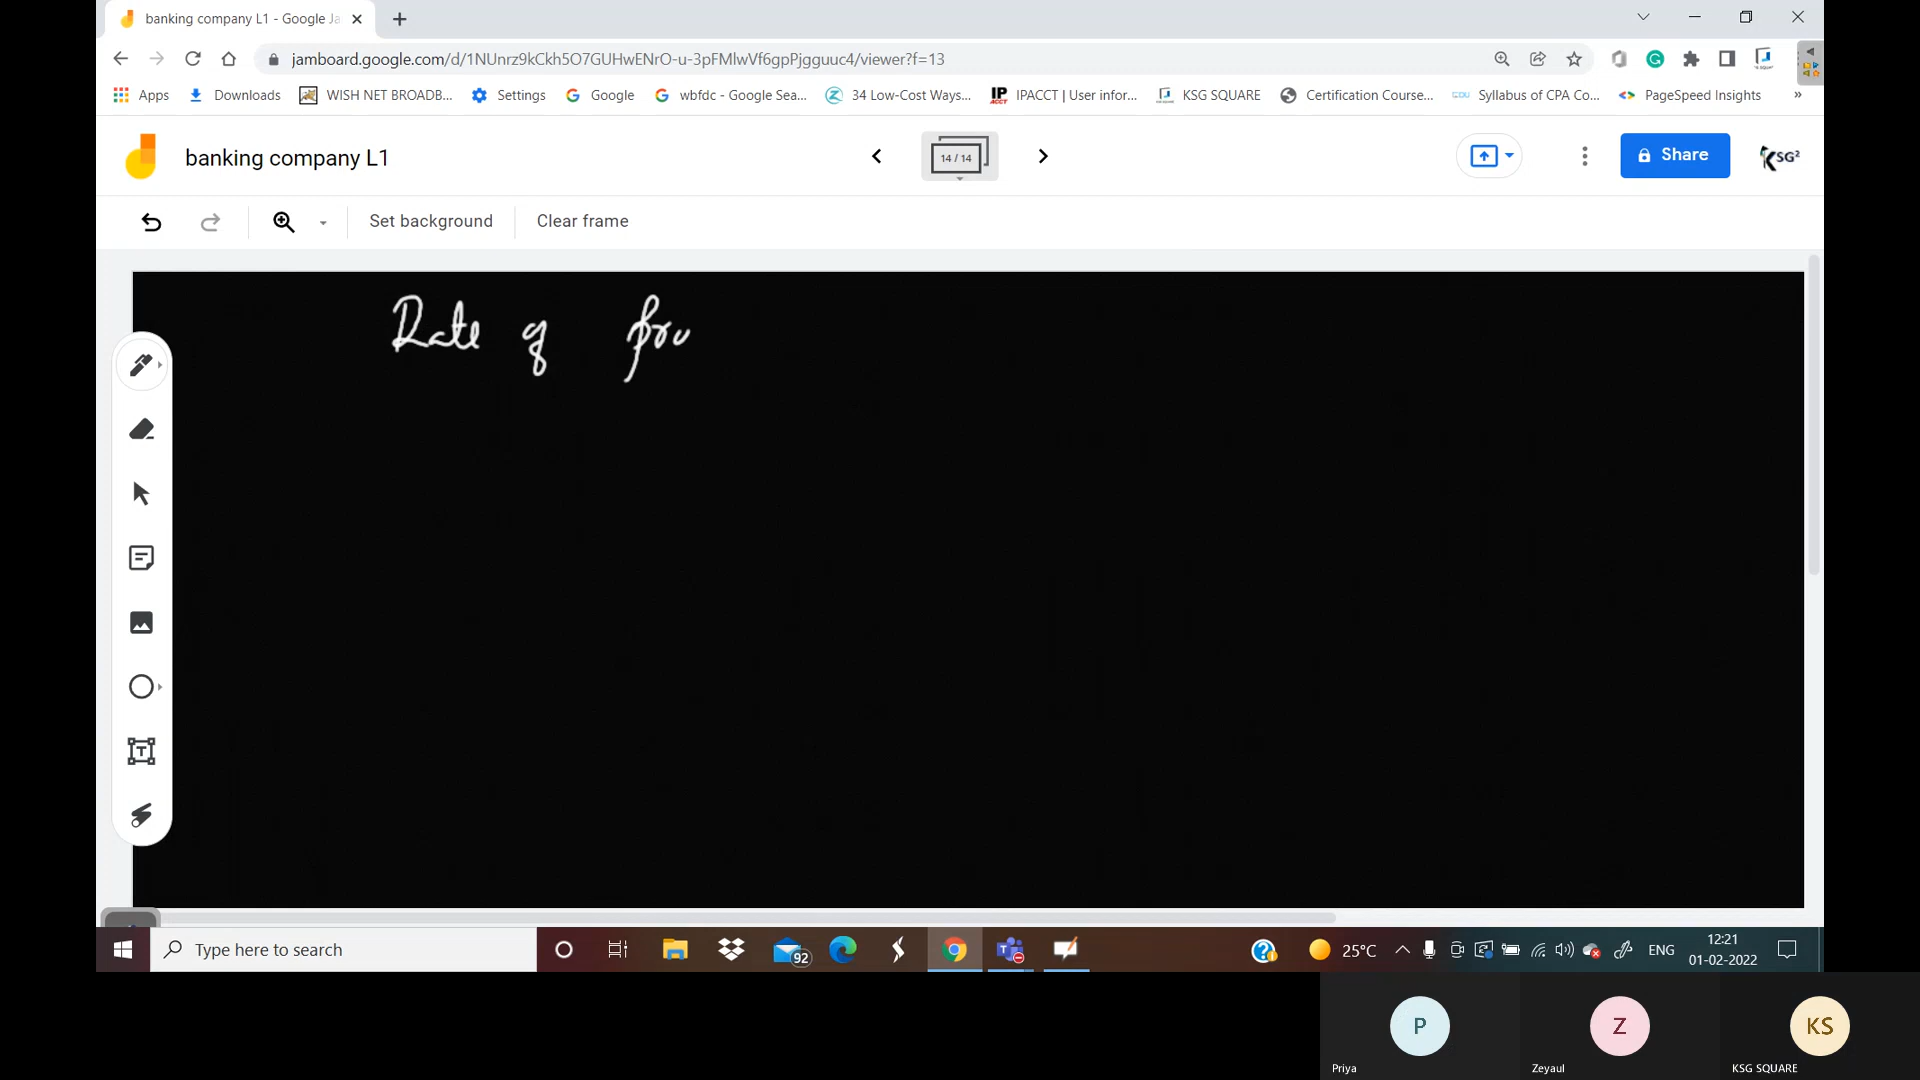 banking company L1 - Google Ja
jamboard.google.com/d/1NUnrz9kCkh5O7GUHwENrO-u-3pFMlwVf6gpPjgguuc4/viewer?f=13
Apps Downloads WISH NET BROADB... Settings Google wbfdc - Google Sea... 34 Low-Cost Ways... IP ACCT IPACCT | User infor... KSG SQUARE Certification Course... Syllabus of CPA Co... PageSpeed Insights »
banking company L1 14 / 14 Share KSG²
Set background Clear frame
Rate of pro
Type here to search 92 25°C ENG 12:21
01-02-2022
P Z KS
Priya Zeyaul KSG SQUARE